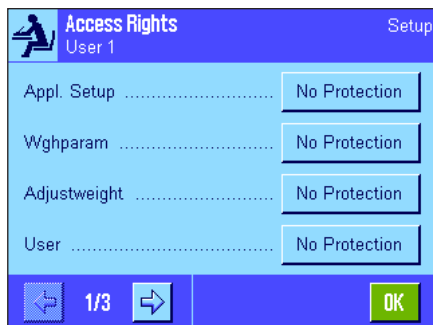 Access Rights Setup
User 1
Appl. Setup .............................. No Protection
Wghparam ............................... No Protection
Adjustweight ........................... No Protection
User ........................................ No Protection
1/3 OK